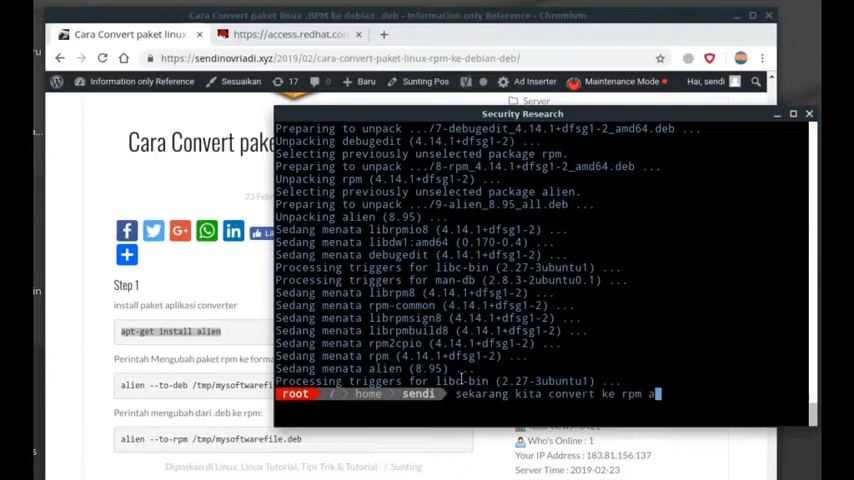 Cara Convert paket linux .RPM ke debian .deb - Information only Reference - Chromium
Cara Convert paket linux
https://access.redhat.con
https://sendinovriadi.xyz/2019/02/cara-convert-paket-linux-rpm-ke-debian-deb/
Information only Reference Sesuaikan 17 0 Baru Sunting Pos Ad Inserter Maintenance Mode Hai, sendi
Server
Cara Convert pake
23 Febr
Security Research
Preparing to unpack .../7-debugedit_4.14.1+dfsg1-2_amd64.deb ...
Unpacking debugedit (4.14.1+dfsg1-2) ...
Selecting previously unselected package rpm.
Preparing to unpack .../8-rpm_4.14.1+dfsg1-2_amd64.deb ...
Unpacking rpm (4.14.1+dfsg1-2) ...
Selecting previously unselected package alien.
Preparing to unpack .../9-alien_8.95_all.deb ...
Unpacking alien (8.95) ...
Sedang menata librpmio8 (4.14.1+dfsg1-2) ...
Sedang menata libdw1:amd64 (0.170-0.4) ...
Sedang menata debugedit (4.14.1+dfsg1-2) ...
Processing triggers for libc-bin (2.27-3ubuntu1) ...
Processing triggers for man-db (2.8.3-2ubuntu0.1) ...
Sedang menata librpm8 (4.14.1+dfsg1-2) ...
Sedang menata rpm-common (4.14.1+dfsg1-2) ...
Sedang menata librpmsign8 (4.14.1+dfsg1-2) ...
Sedang menata librpmbuild8 (4.14.1+dfsg1-2) ...
Sedang menata rpm2cpio (4.14.1+dfsg1-2) ...
Sedang menata rpm (4.14.1+dfsg1-2) ...
Sedang menata alien (8.95) ...
Processing triggers for libc-bin (2.27-3ubuntu1) ...
root / home sendi sekarang kita convert ke rpm a
Li
Step 1
install paket aplikasi converter
apt-get install alien
Perintah Mengubah paket rpm ke forma
alien --to-deb /tmp/mysoftwarefi
Perintah mengubah dari .deb ke rpm:
alien --to-rpm /tmp/mysoftwarefile.deb
Diposkan di Linux, Linux Tutorial, Tips Trik & Tutorial / Sunting
Who's Online : 1
Your IP Address : 183.81.156.137
Server Time : 2019-02-23